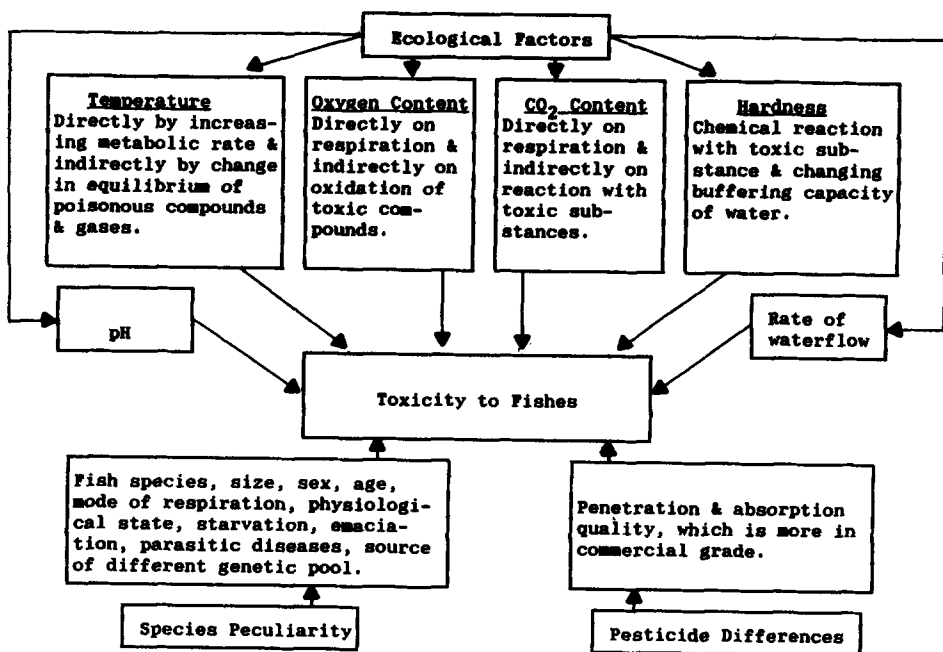 Ecological Factors
Temperature
Directly by increas-
ing metabolic rate &
indirectly by change
in equilibrium of
poisonous compounds
& gases.
Oxygen Content
Directly on
respiration &
indirectly on
oxidation of
toxic com-
pounds.
CO2 Content
Directly on
respiration &
indirectly on
reaction with
toxic sub-
stances.
Hardness
Chemical reaction
with toxic sub-
stance & changing
buffering capacity
of water.
pH
Rate of
waterflow
Toxicity to Fishes
Fish species, size, sex, age,
mode of respiration, physiologi-
cal state, starvation, emacia-
tion, parasitic diseases, source
of different genetic pool.
Penetration & absorption
quality, which is more in
commercial grade.
Species Peculiarity
Pesticide Differences